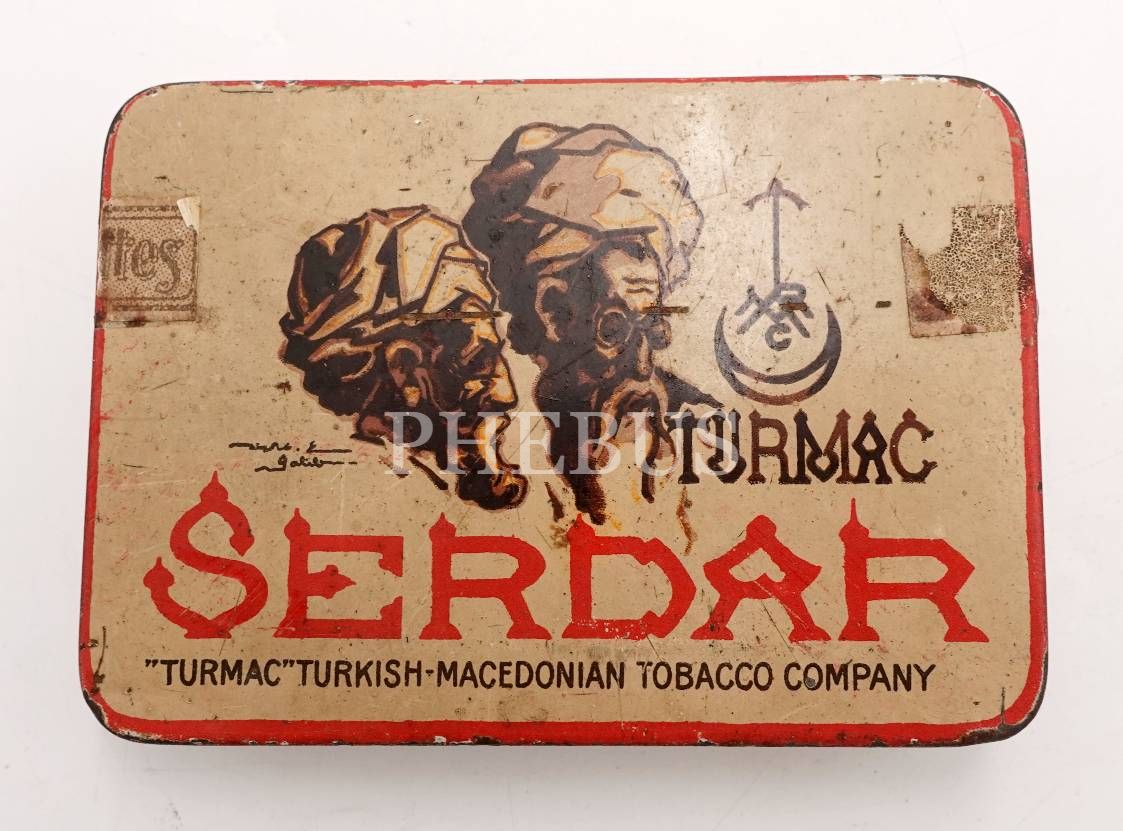 ttes
PHEBUS
TURMAC
SERDAR
"TURMAC" TURKISH-MACEDONIAN TOBACCO COMPANY